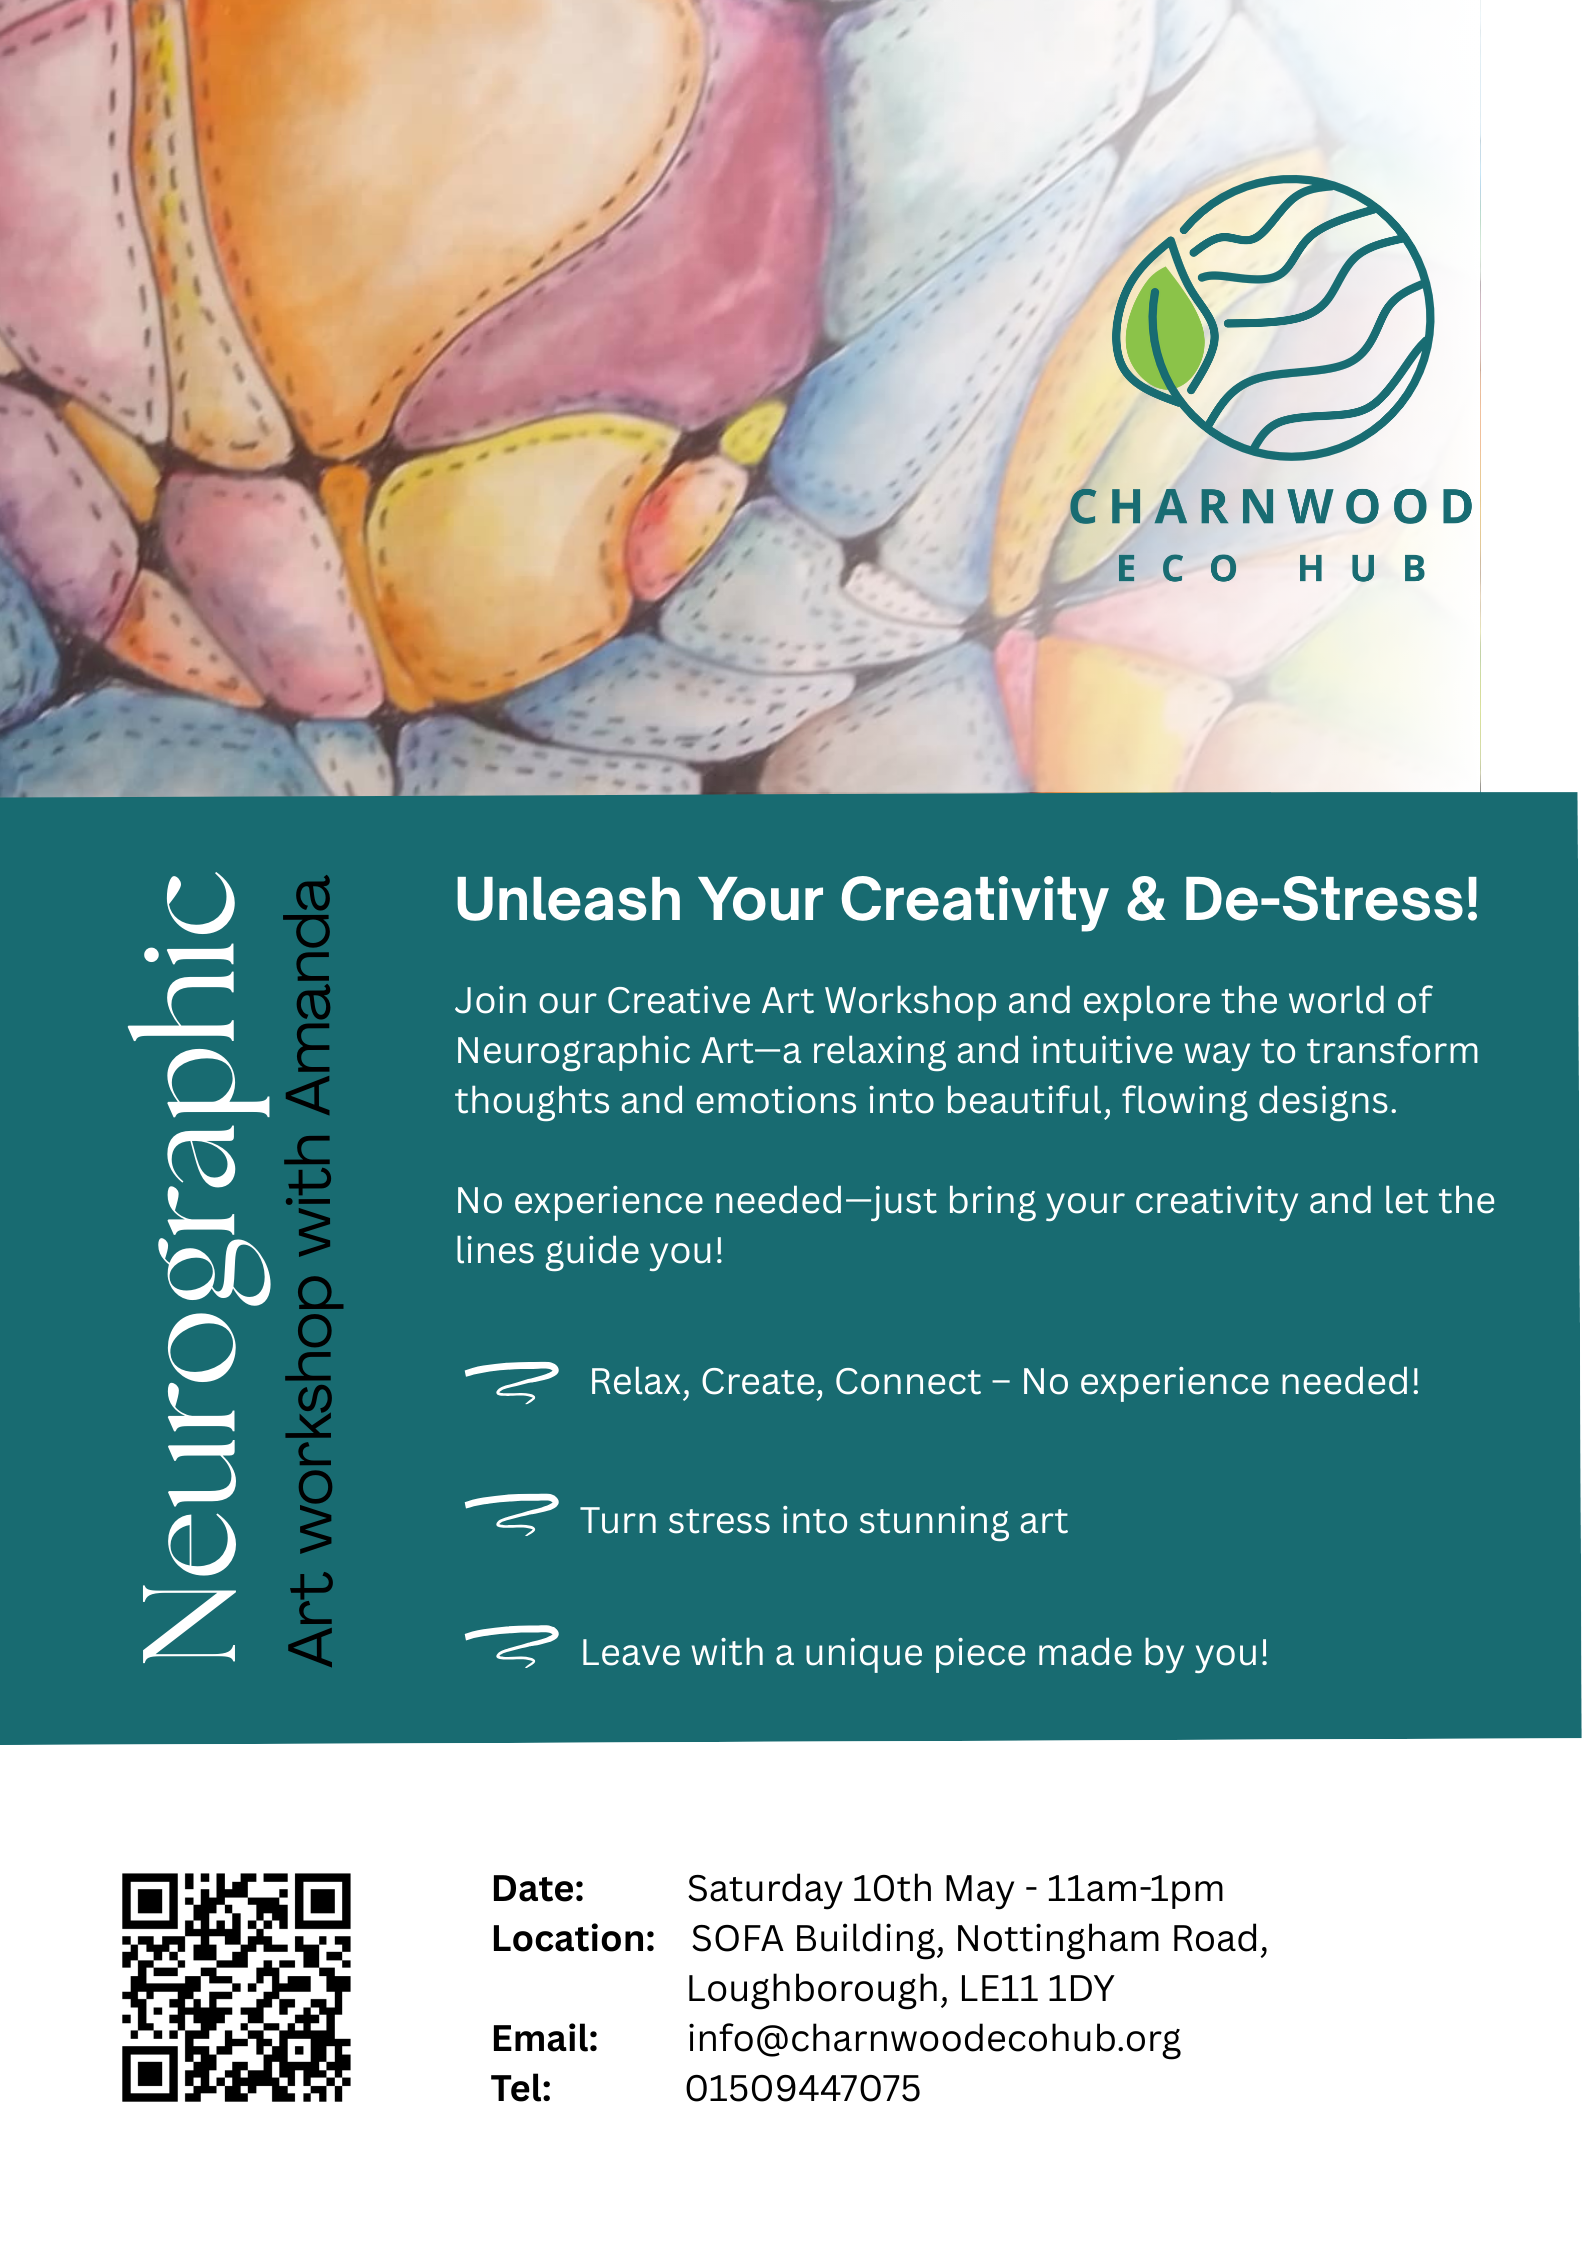 CHARNWOOD
ECO HUB
Neurographic
Art workshop with Amanda
Unleash Your Creativity & De-Stress!
Join our Creative Art Workshop and explore the world of
Neurographic Art—a relaxing and intuitive way to transform
thoughts and emotions into beautiful, flowing designs.
No experience needed—just bring your creativity and let the
lines guide you!
Relax, Create, Connect – No experience needed!
Turn stress into stunning art
Leave with a unique piece made by you!
Date: Saturday 10th May - 11am-1pm
Location: SOFA Building, Nottingham Road,
Loughborough, LE11 1DY
Email: info@charnwoodecohub.org
Tel: 01509447075